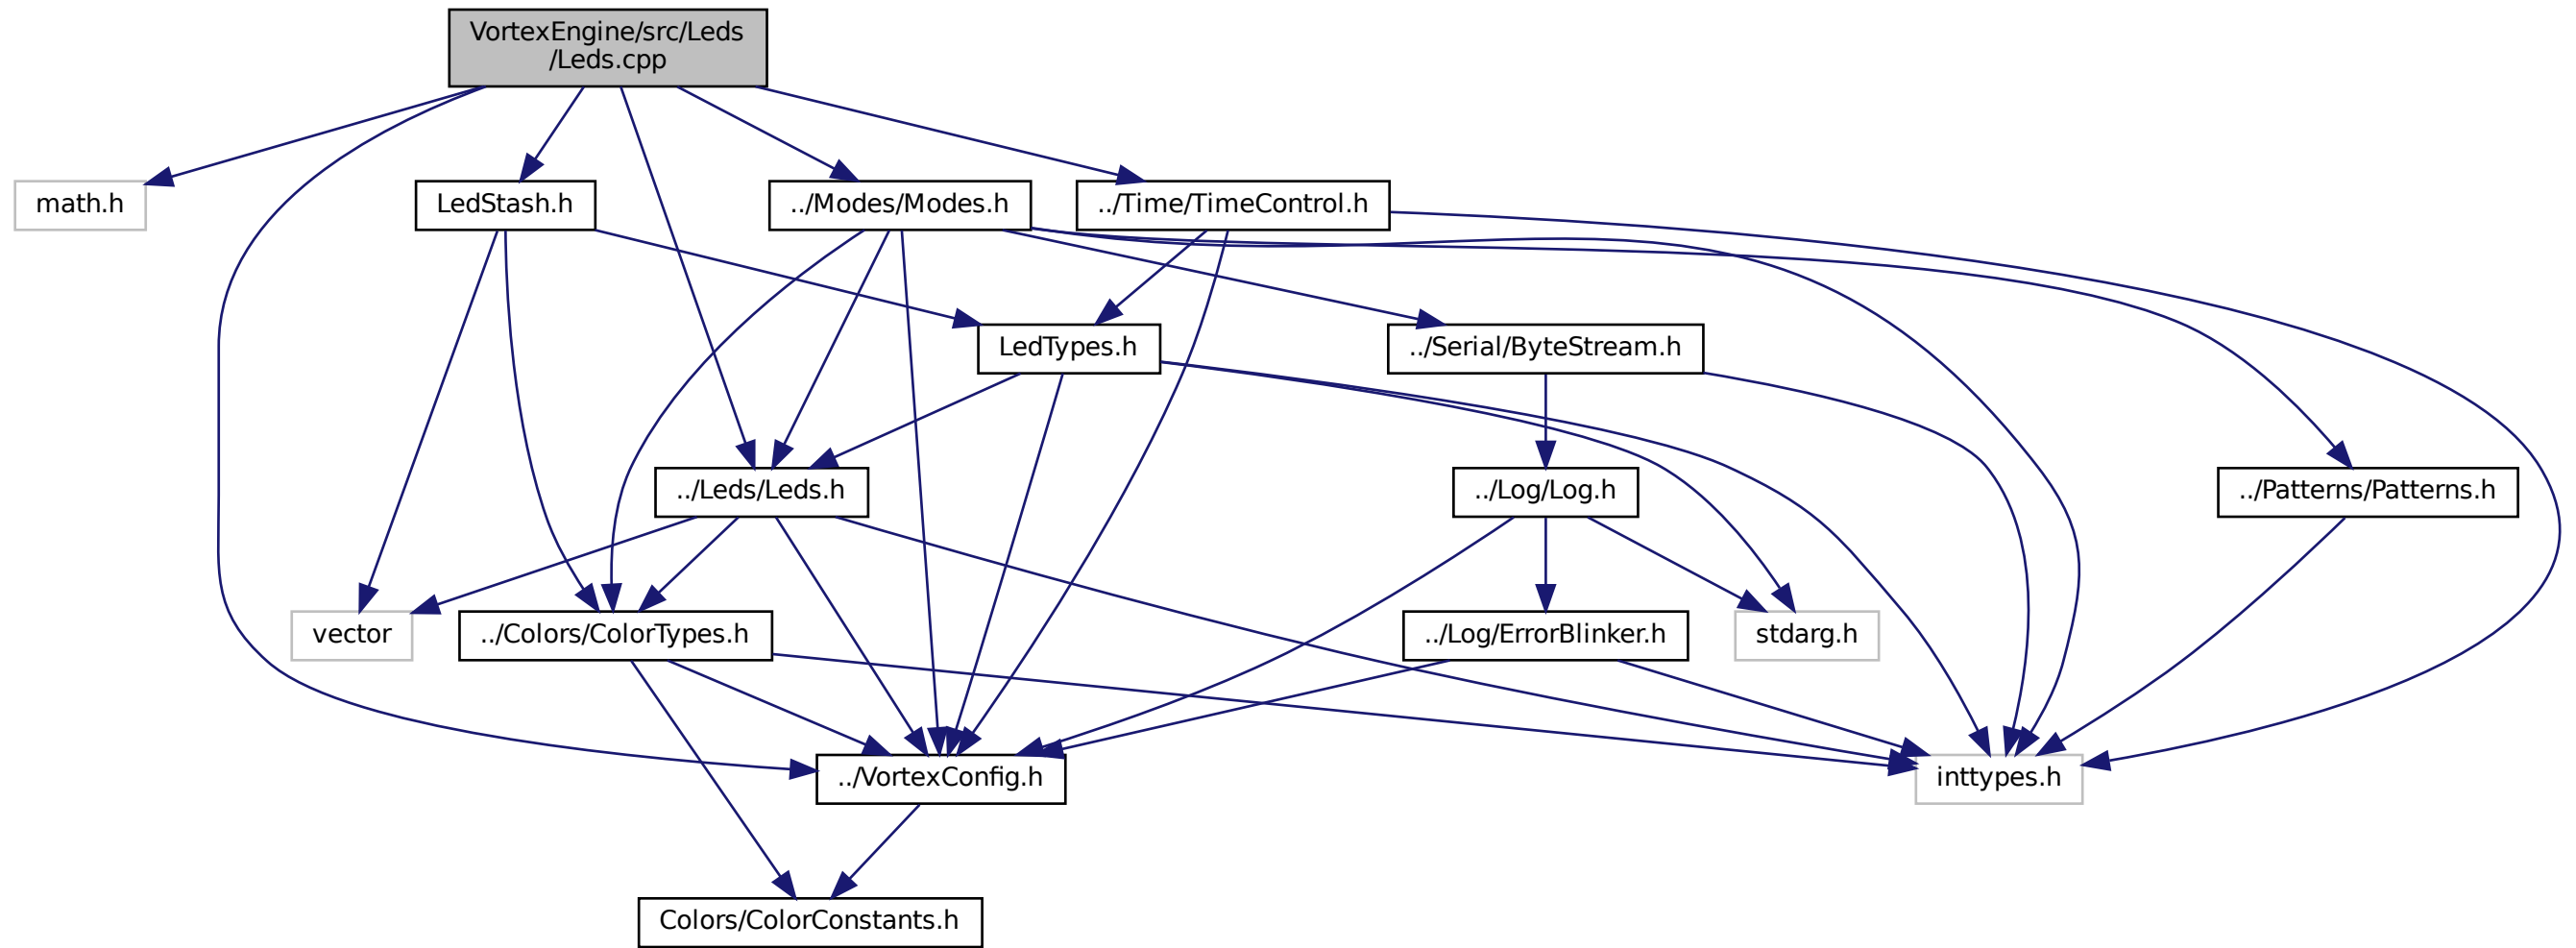 VortexEngine/src/Leds
/Leds.cpp
math.h
LedStash.h
../Modes/Modes.h
../Time/TimeControl.h
LedTypes.h
../Serial/ByteStream.h
../Leds/Leds.h
../Log/Log.h
../Patterns/Patterns.h
vector
../Colors/ColorTypes.h
../Log/ErrorBlinker.h
stdarg.h
../VortexConfig.h
inttypes.h
Colors/ColorConstants.h